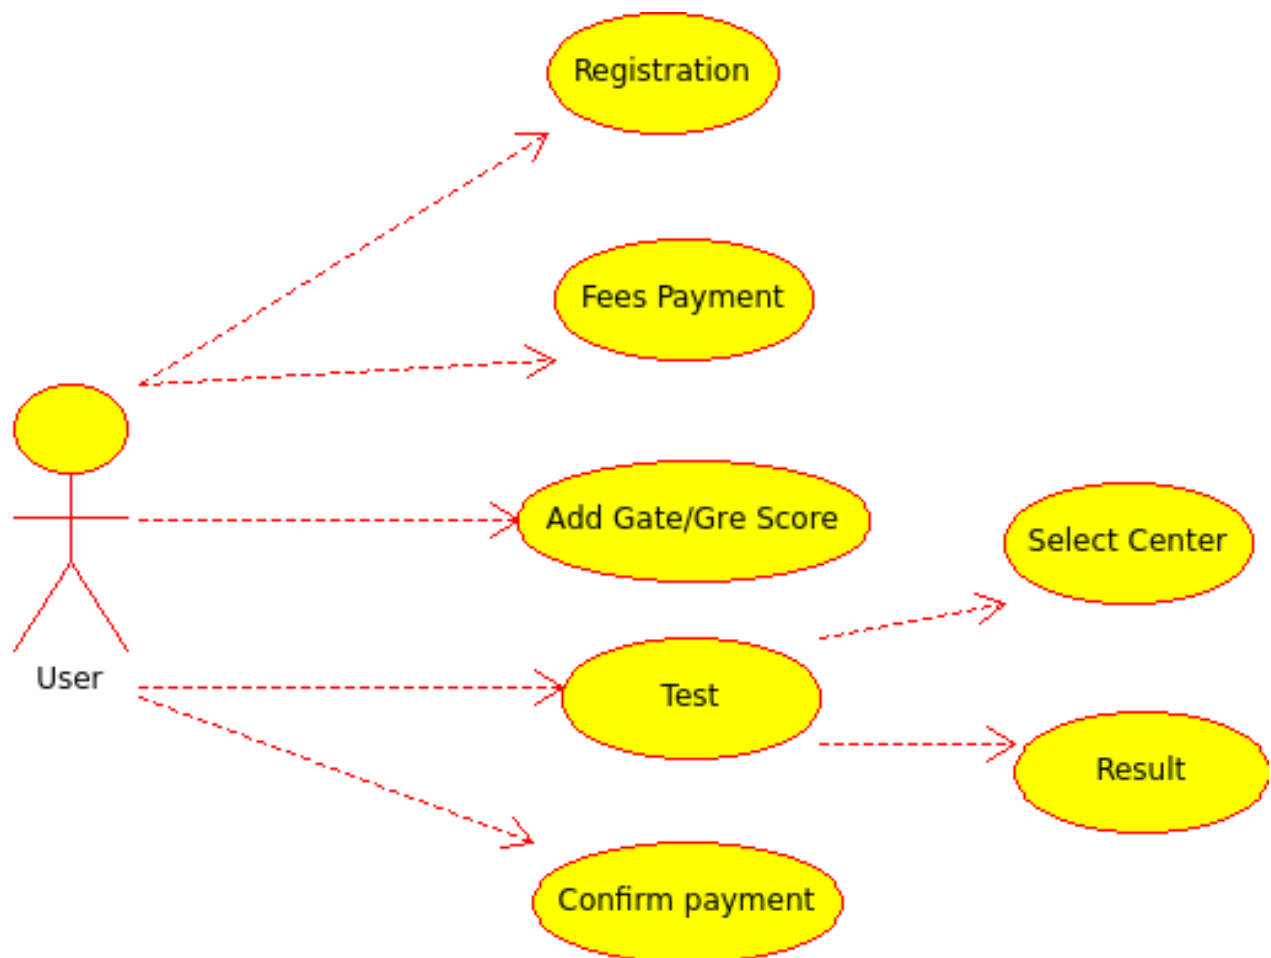 Registration
Fees Payment
Add Gate/Gre Score
Select Center
User
Test
Result
Confirm payment